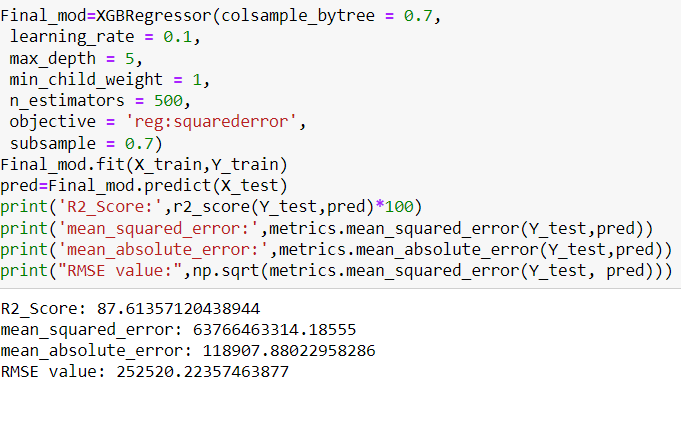 Final_mod=XGBRegressor(colsample_bytree = 0.7,
 learning_rate = 0.1,
 max_depth = 5,
 min_child_weight = 1,
 n_estimators = 500,
 objective = 'reg:squarederror',
 subsample = 0.7)
Final_mod.fit(X_train,Y_train)
pred=Final_mod.predict(X_test)
print('R2_Score:',r2_score(Y_test,pred)*100)
print('mean_squared_error:',metrics.mean_squared_error(Y_test,pred))
print('mean_absolute_error:',metrics.mean_absolute_error(Y_test,pred))
print("RMSE value:",np.sqrt(metrics.mean_squared_error(Y_test, pred)))
R2_Score: 87.61357120438944
mean_squared_error: 63766463314.18555
mean_absolute_error: 118907.88022958286
RMSE value: 252520.22357463877